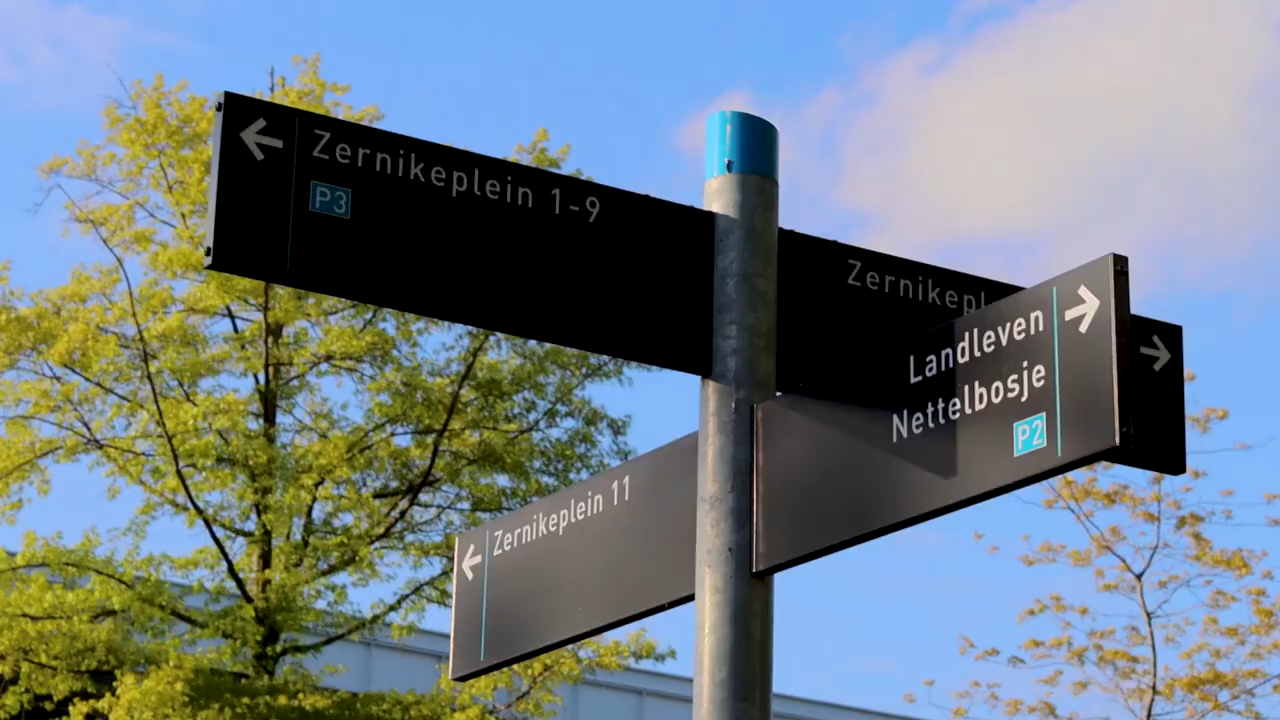 Zernikeplein 1-9
P3
Landleven
Nettelbosje
P2
Zernikeplein 11